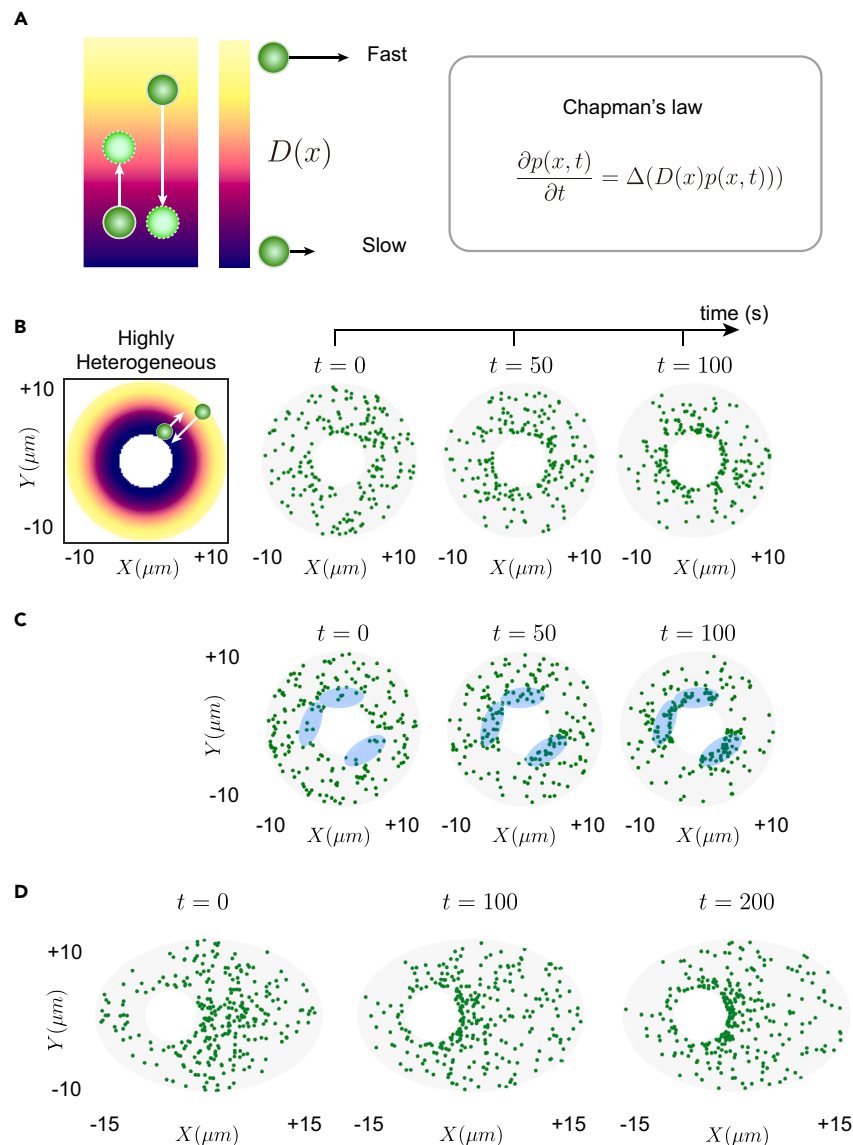 A
Fast
D(x)
Slow
Chapman's law
∂p(x, t)/∂t = Δ(D(x)p(x, t)))
B
Highly
Heterogeneous
time (s)
t = 0
t = 50
t = 100
+10
Y(μm)
-10
-10
X(μm)
+10
-10
X(μm)
+10
-10
X(μm)
+10
-10
X(μm)
+10
C
t = 0
t = 50
t = 100
+10
Y(μm)
-10
-10
X(μm)
+10
-10
X(μm)
+10
-10
X(μm)
+10
D
t = 0
t = 100
t = 200
+10
Y(μm)
-10
-15
X(μm)
+15
-15
X(μm)
+15
-15
X(μm)
+15